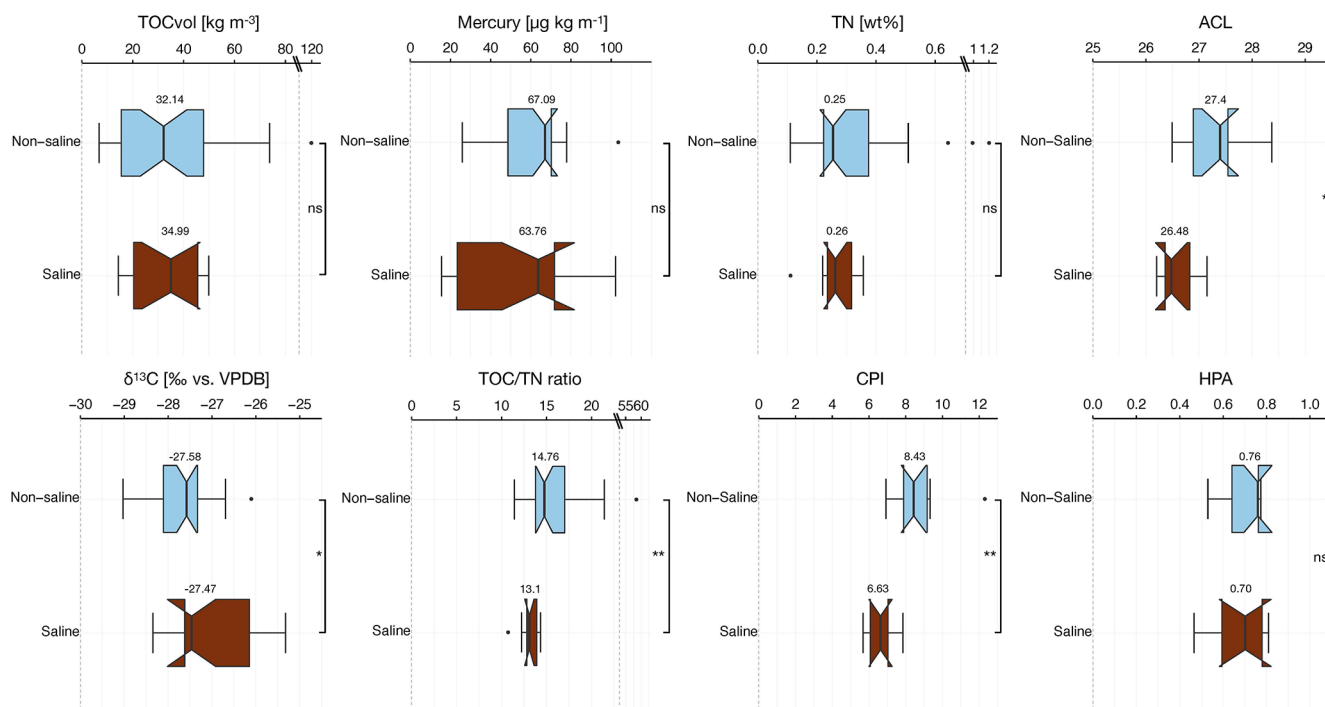 TOCvol [kg m⁻³]
0 20 40 60 80 120
32.14
Non−saline
ns
34.99
Saline
Mercury [µg kg m⁻¹]
0 20 40 60 80 100
67.09
Non−saline
ns
63.76
Saline
TN [wt%]
0.0 0.2 0.4 0.6 1 1.2
0.25
Non−saline
ns
0.26
Saline
ACL
25 26 27 28 29
27.4
Non−saline
*
26.48
Saline
δ¹³C [‰ vs. VPDB]
−30 −29 −28 −27 −26 −25
-27.58
Non−saline
*
-27.47
Saline
TOC/TN ratio
0 5 10 15 20 55 60
14.76
Non−saline
**
13.1
Saline
CPI
0 2 4 6 8 10 12
8.43
Non−Saline
**
6.63
Saline
HPA
0.0 0.2 0.4 0.6 0.8 1.0
0.76
Non−Saline
ns
0.70
Saline